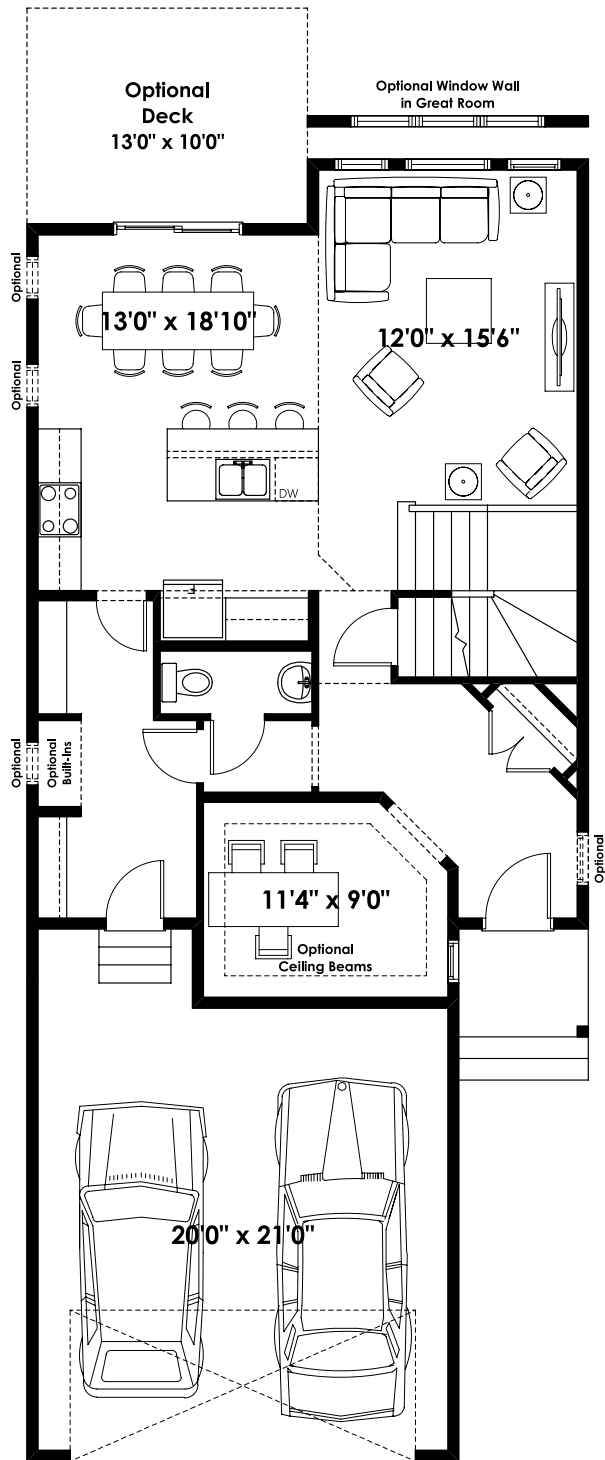 Optional
Deck
13'0" x 10'0"
Optional Window Wall
in Great Room
Optional
13'0" x 18'10"
12'0" x 15'6"
Optional
DW
Optional
Optional
Built-Ins
Optional
11'4" x 9'0"
Optional
Ceiling Beams
20'0" x 21'0"